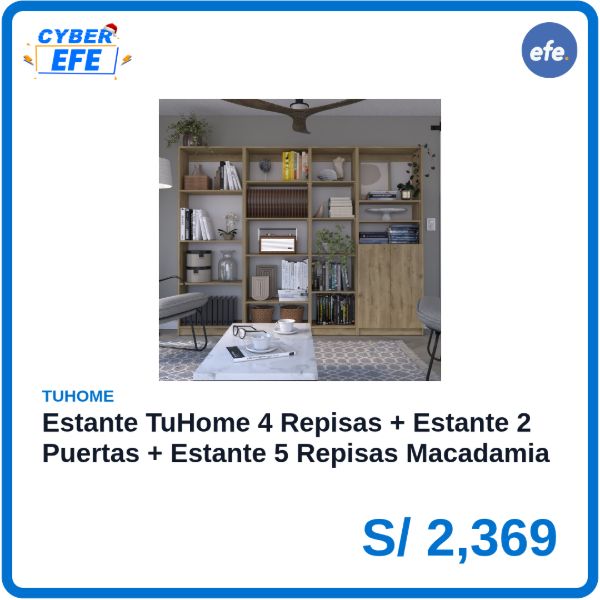 CYBER
EFE
efe.
TUHOME
Estante TuHome 4 Repisas + Estante 2
Puertas + Estante 5 Repisas Macadamia
S/ 2,369